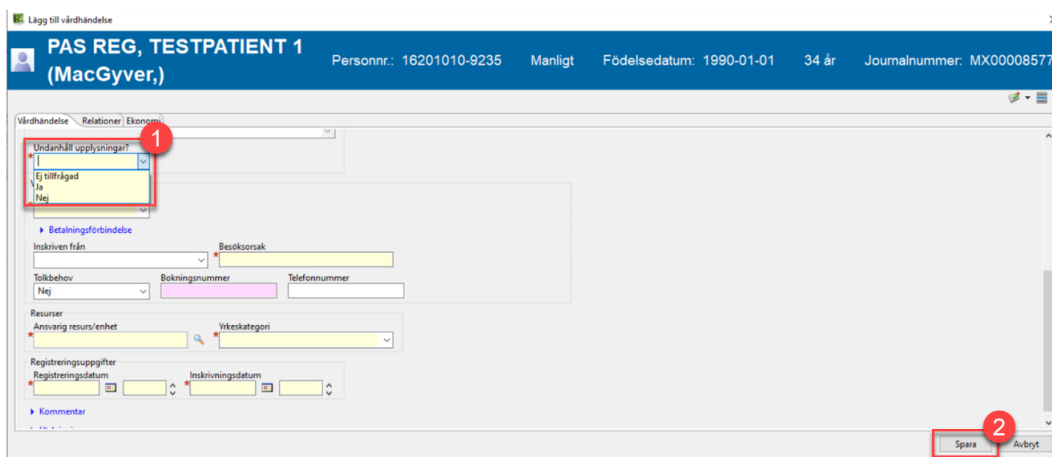 Lägg till vårdhändelse
PAS REG, TESTPATIENT 1
(MacGyver,)
Personnr.: 16201010-9235 Manligt Födelsedatum: 1990-01-01 34 år Journalnummer: MX00008577
Vårdhändelse Relationer Ekonomi
1
Undanhåll upplysningar?
*
Ej tillfrågad
Ja
Nej
Betalningsförbindelse
Inskriven från Besöksorsak
*
Tolkbehov Bokningsnummer Telefonnummer
Nej
Resurser
Ansvarig resurs/enhet Yrkeskategori
* *
Registreringsuppgifter
Registreringsdatum Inskrivningsdatum
* *
Kommentar
2
Spara Avbryt